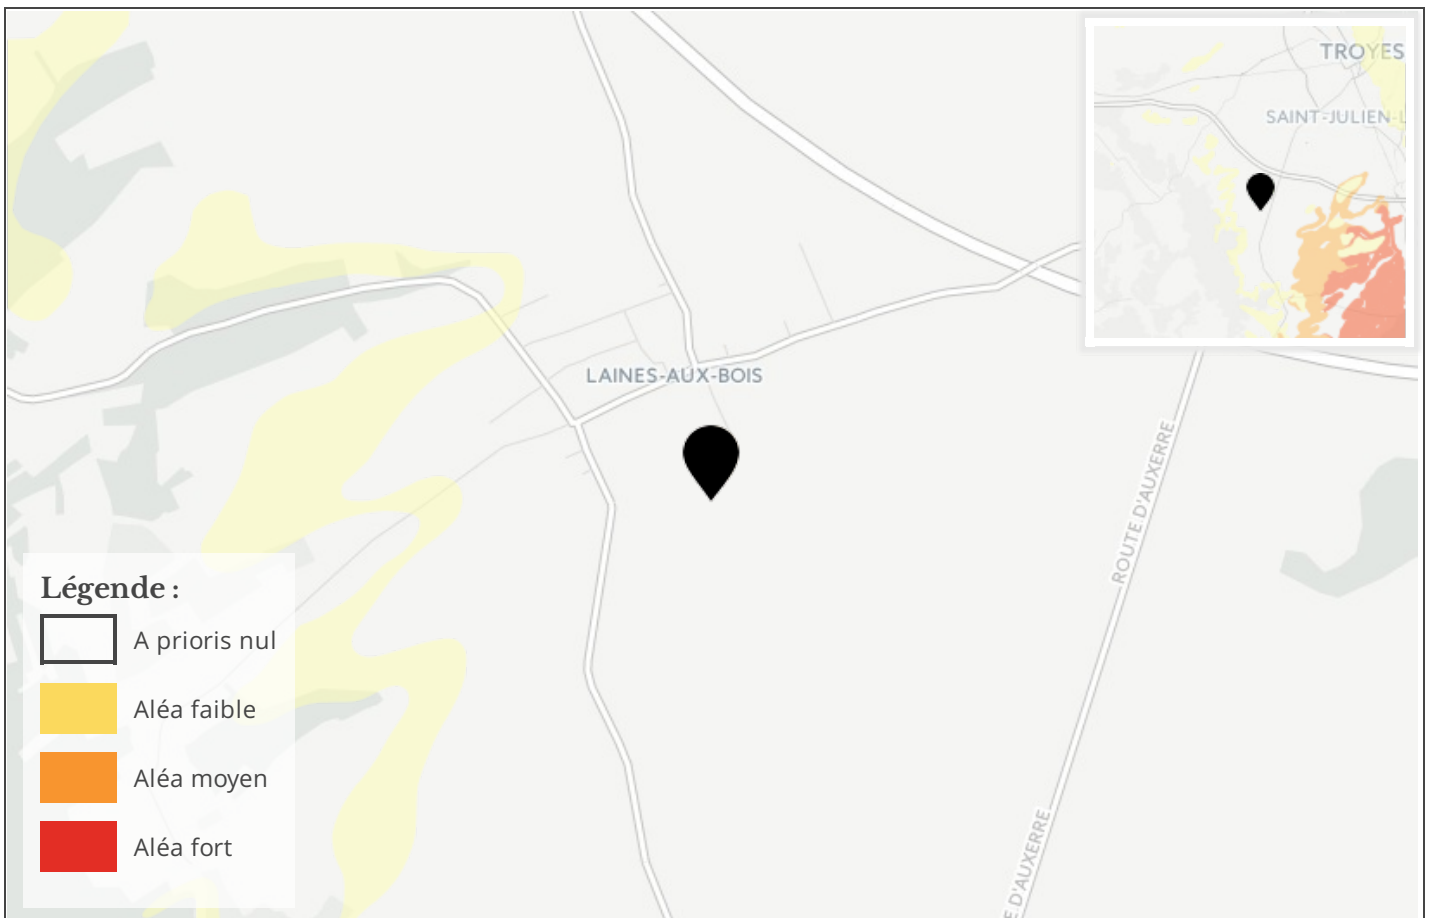 TROYES
SAINT-JULIEN-L
LAINES-AUX-BOIS
ROUTE D'AUXERRE
E D'AUXERRE
Légende :
A prioris nul
Aléa faible
Aléa moyen
Aléa fort